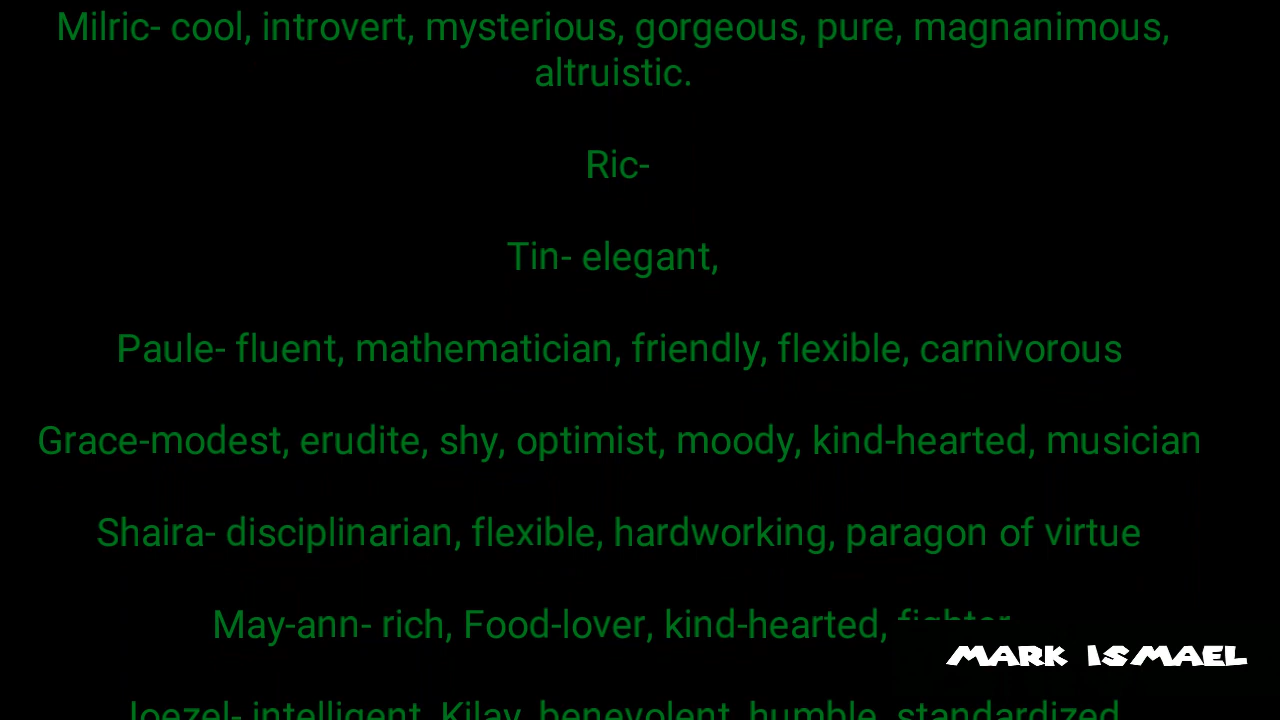 Milric- cool, introvert, mysterious, gorgeous, pure, magnanimous,
altruistic.
Ric-
Tin- elegant,
Paule- fluent, mathematician, friendly, flexible, carnivorous
Grace-modest, erudite, shy, optimist, moody, kind-hearted, musician
Shaira- disciplinarian, flexible, hardworking, paragon of virtue
May-ann- rich, Food-lover, kind-hearted, fighter
MARK ISMAEL
Joezel- intelligent, Kilay, benevolent, humble, standardized